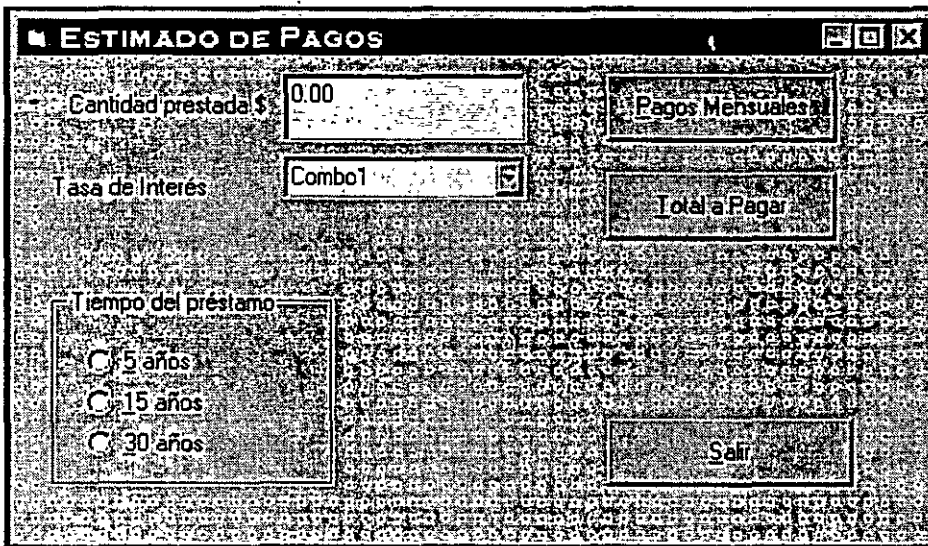 ESTIMADO DE PAGOS
Cantidad prestada $ 0.00
Pagos Mensuales
Tasa de Interés Combo1
Total a Pagar
Tiempo del préstamo
5 años
15 años
30 años
Salir